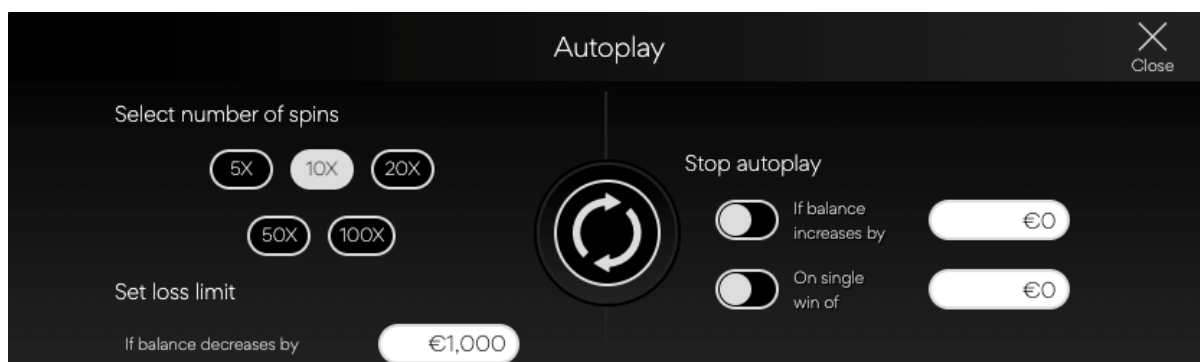 Autoplay
Close
Select number of spins
5X 10X 20X
50X 100X
Set loss limit
If balance decreases by €1,000
Stop autoplay
If balance
increases by €0
On single
win of €0